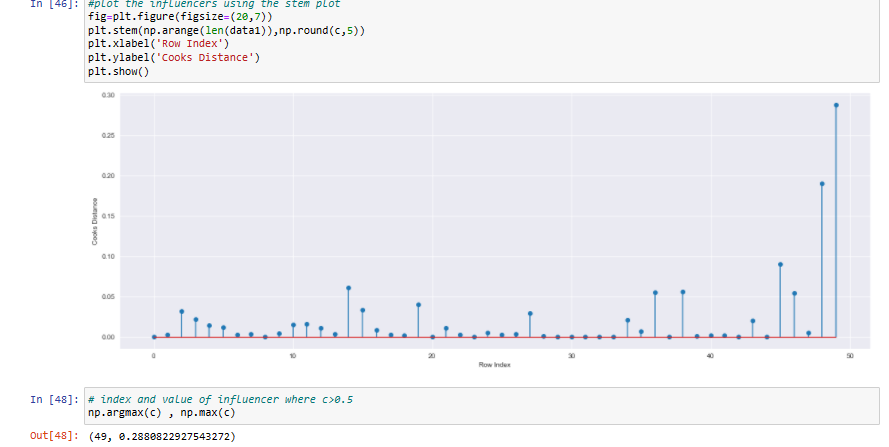 In [46]: #plot the influencers using the stem plot
fig=plt.figure(figsize=(20,7))
plt.stem(np.arange(len(data1)),np.round(c,5))
plt.xlabel('Row Index')
plt.ylabel('Cooks Distance')
plt.show()
0.30
0.25
0.20
0.15
0.10
0.05
0.00
Cooks Distance
0 10 20 30 40 50
Row Index
In [48]: # index and value of influencer where c>0.5
np.argmax(c) , np.max(c)
Out[48]: (49, 0.2880822927543272)